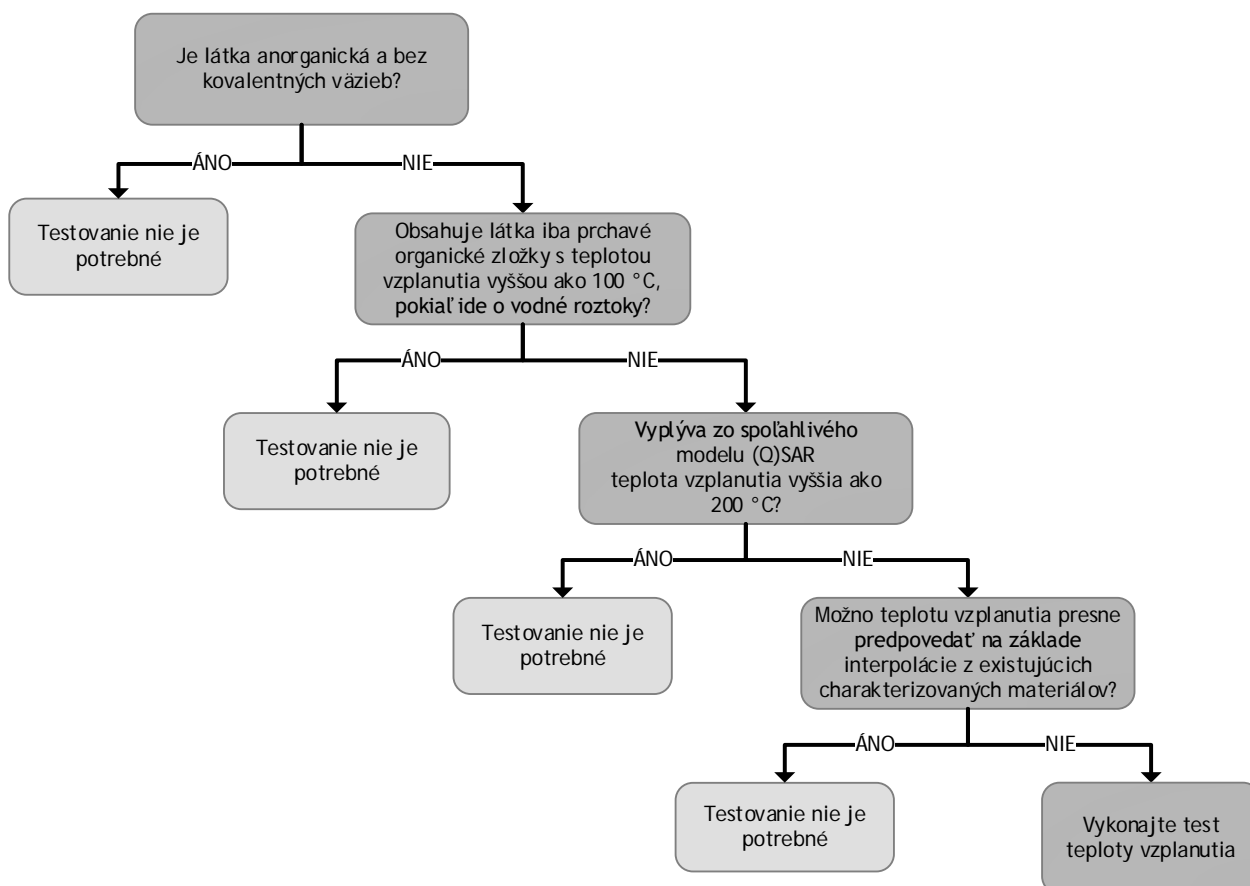 Je látka anorganická a bez
kovalentných väzieb?
ÁNO
NIE
Testovanie nie je
potrebné
Obsahuje látka iba prchavé
organické zložky s teplotou
vzplanutia vyššou ako 100 °C,
pokiaľ ide o vodné roztoky?
ÁNO
NIE
Testovanie nie je
potrebné
Vyplýva zo spoľahlivého
modelu (Q)SAR
teplota vzplanutia vyššia ako
200 °C?
ÁNO
NIE
Testovanie nie je
potrebné
Možno teplotu vzplanutia presne
predpovedať na základe
interpolácie z existujúcich
charakterizovaných materiálov?
ÁNO
NIE
Testovanie nie je
potrebné
Vykonajte test
teploty vzplanutia